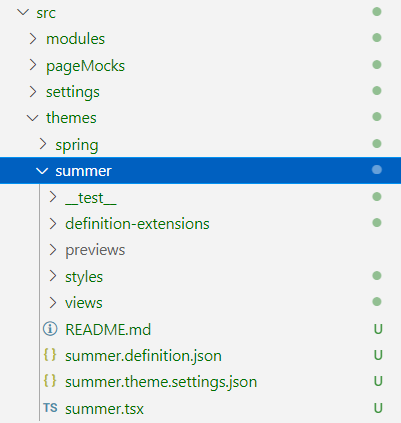 src
modules
pageMocks
settings
themes
spring
summer
__test__
definition-extensions
previews
styles
views
README.md U
{} summer.definition.json U
{} summer.theme.settings.json U
TS summer.tsx U